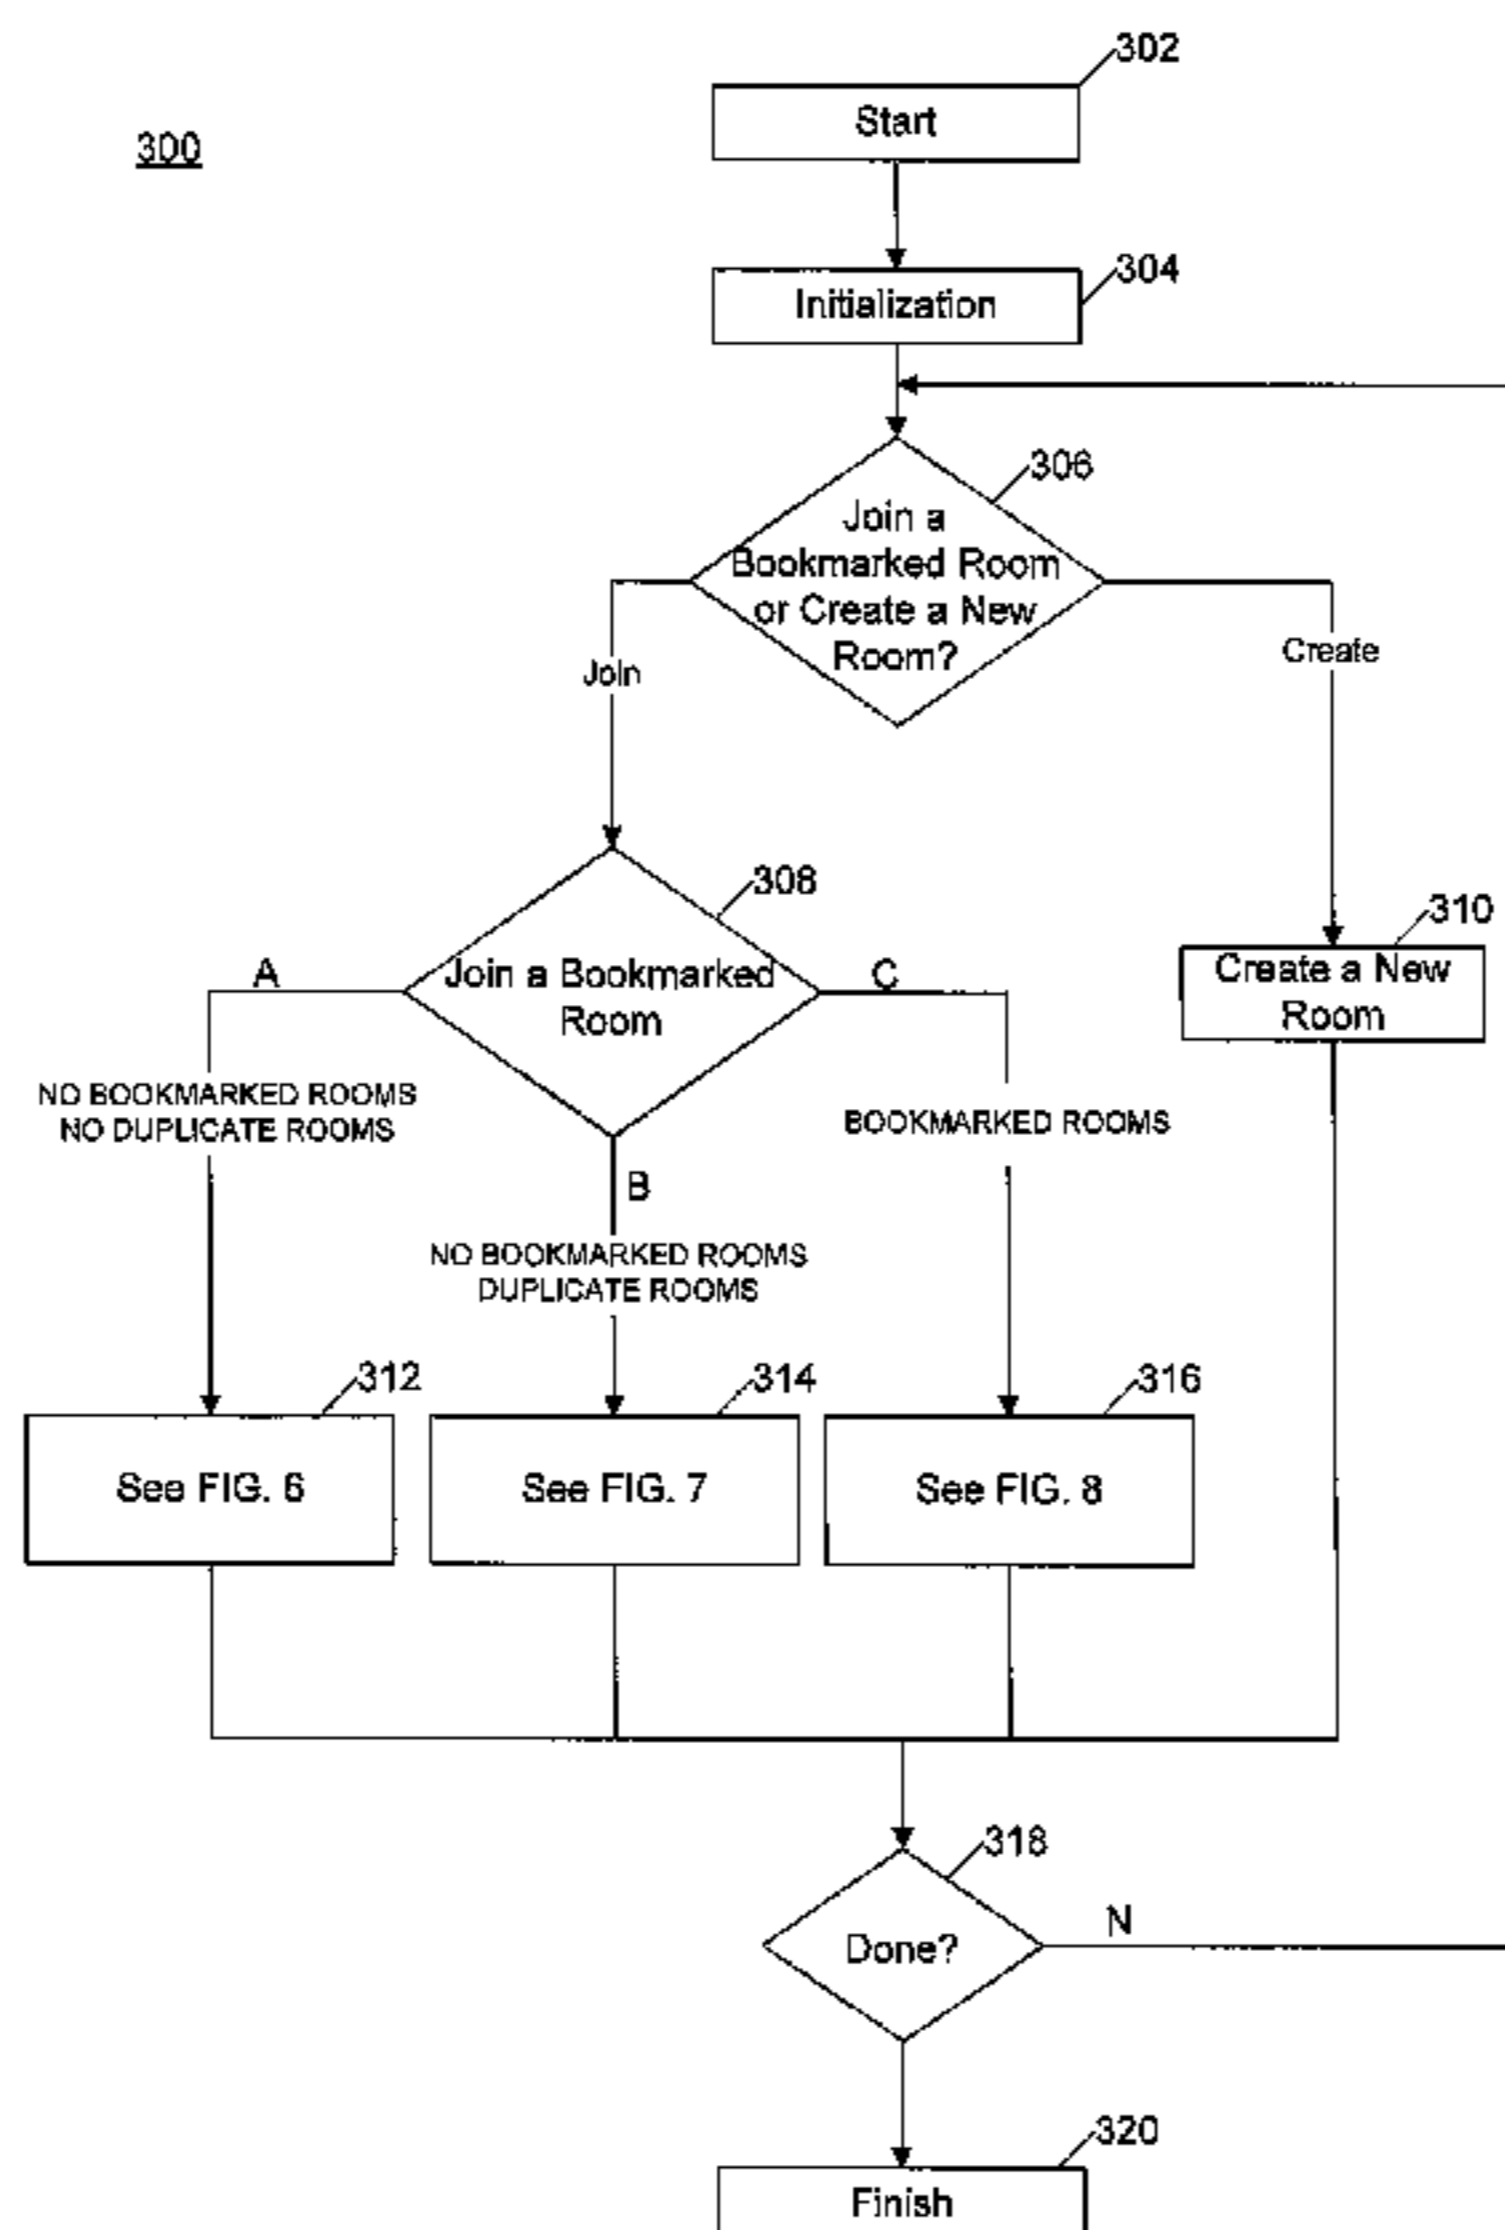 302
Start
300
304
Initialization
306
Join a
Bookmarked Room
or Create a New
Room?
Join
Create
308
Join a Bookmarked
Room
A
C
310
Create a New
Room
NO BOOKMARKED ROOMS
NO DUPLICATE ROOMS
BOOKMARKED ROOMS
B
NO BOOKMARKED ROOMS
DUPLICATE ROOMS
312
See FIG. 6
314
See FIG. 7
316
See FIG. 8
318
Done?
N
320
Finish